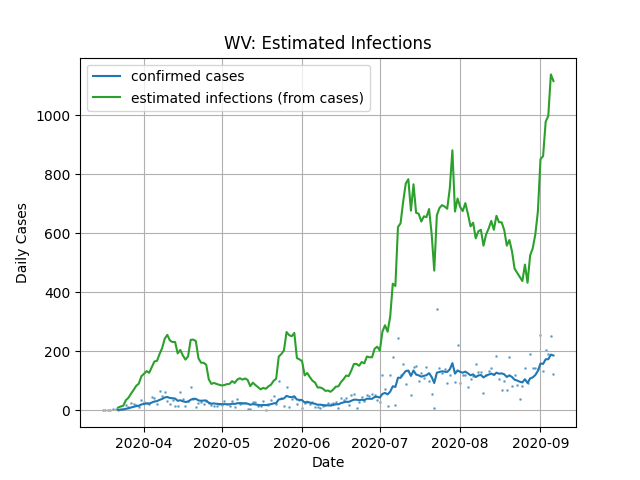 WV: Estimated Infections
confirmed cases
estimated infections (from cases)
1000
800
600
400
200
0
Daily Cases
2020-04 2020-05 2020-06 2020-07 2020-08 2020-09
Date